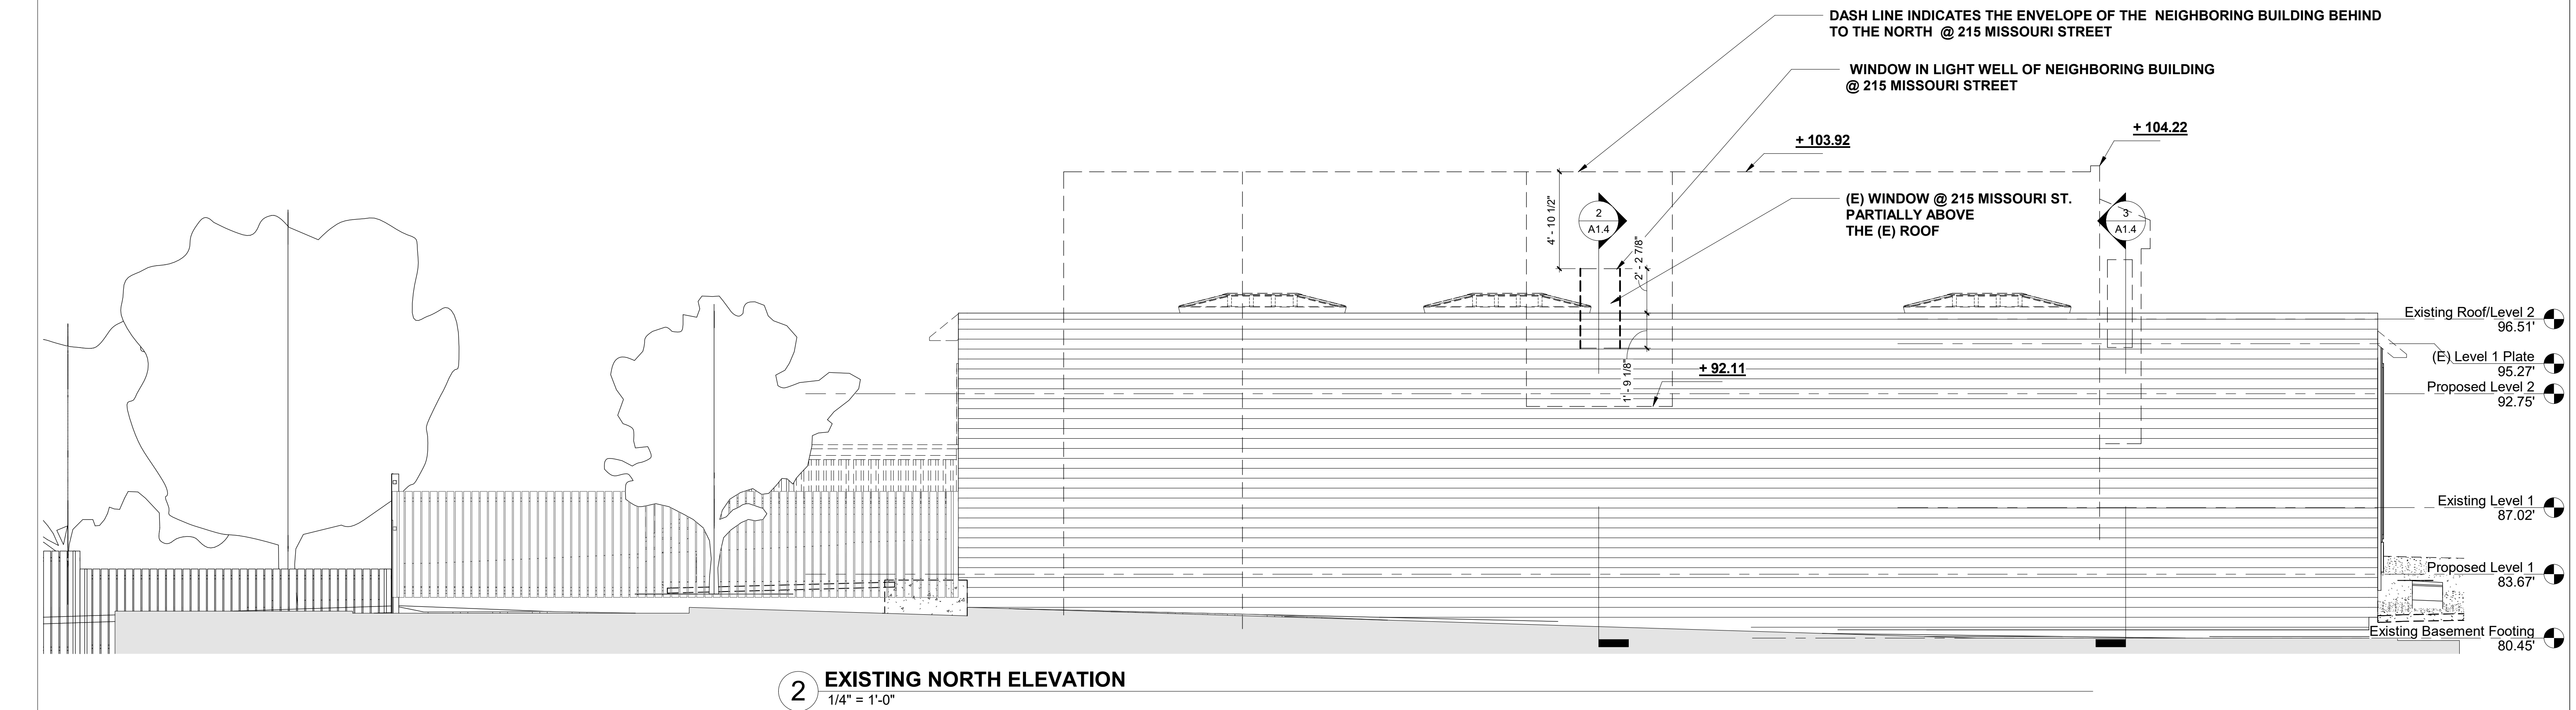 DASH LINE INDICATES THE ENVELOPE OF THE NEIGHBORING BUILDING BEHIND
TO THE NORTH @ 215 MISSOURI STREET
WINDOW IN LIGHT WELL OF NEIGHBORING BUILDING
@ 215 MISSOURI STREET
+ 103.92
+ 104.22
(E) WINDOW @ 215 MISSOURI ST.
PARTIALLY ABOVE
THE (E) ROOF
4' - 10 1/2"
2
A1.4
3
A1.4
2' - 2 7/8"
1' - 9 1/8"
+ 92.11
Existing Roof/Level 2
96.51'
(E) Level 1 Plate
95.27'
Proposed Level 2
92.75'
Existing Level 1
87.02'
Proposed Level 1
83.67'
Existing Basement Footing
80.45'
2
EXISTING NORTH ELEVATION
1/4" = 1'-0"